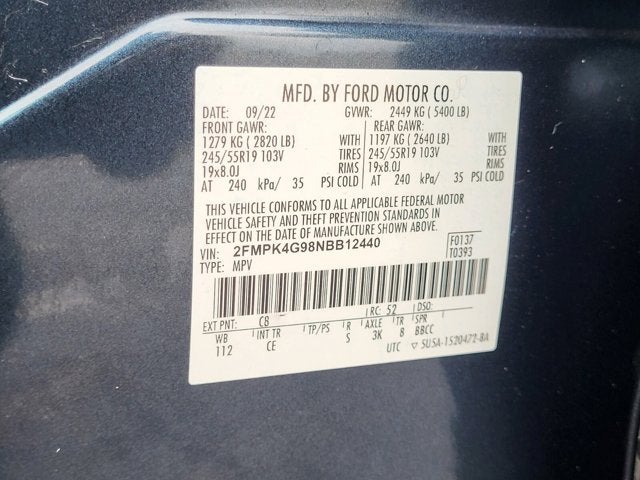 MFD. BY FORD MOTOR CO.
DATE: 09/22 GVWR: 2449 KG ( 5400 LB)
FRONT GAWR: REAR GAWR:
1279 KG ( 2820 LB) WITH 1197 KG ( 2640 LB) WITH
245/55R19 103V TIRES 245/55R19 103V TIRES
19x8.0J RIMS 19x8.0J RIMS
AT 240 kPa/ 35 PSI COLD AT 240 kPa/ 35 PSI COLD
THIS VEHICLE CONFORMS TO ALL APPLICABLE FEDERAL MOTOR
VEHICLE SAFETY AND THEFT PREVENTION STANDARDS IN
EFFECT ON THE DATE OF MANUFACTURE SHOWN ABOVE.
VIN: 2FMPK4G98NBB12440 F0137
TYPE: MPV T0393
EXT PNT: C8 RC: 52 DSO:
WB INT TR TP/PS R AXLE TR SPR
112 CE S 3K 8 BBCC
UTC ▽ 5USA-1520472-BA